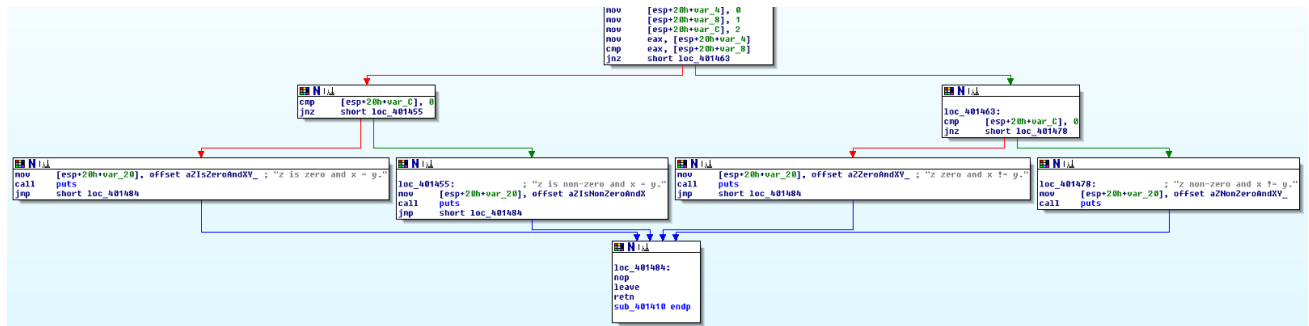 mov [esp+20h+var_4], 0
mov [esp+20h+var_8], 1
mov [esp+20h+var_C], 2
mov eax, [esp+20h+var_4]
cmp eax, [esp+20h+var_8]
jnz short loc_401463
cmp [esp+20h+var_C], 0
jnz short loc_401455
loc_401463:
cmp [esp+20h+var_C], 0
jnz short loc_401478
mov [esp+20h+var_20], offset aZIsZeroAndXY_ ; "z is zero and x = y."
call puts
jmp short loc_401484
loc_401455: ; "z is non-zero and x = y."
mov [esp+20h+var_20], offset aZIsNonZeroAndX
call puts
jmp short loc_401484
mov [esp+20h+var_20], offset aZZeroAndXY_ ; "z zero and x != y."
call puts
jmp short loc_401484
loc_401478: ; "z non-zero and x != y."
mov [esp+20h+var_20], offset aZNonZeroAndXY_
call puts
loc_401484:
nop
leave
retn
sub_401410 endp